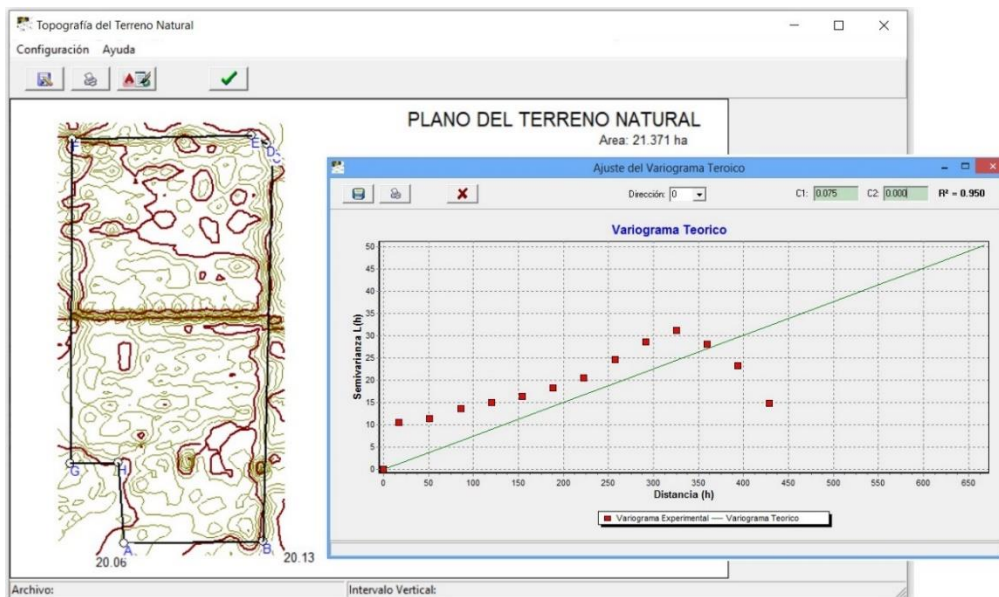 Topografía del Terreno Natural
Configuración Ayuda
PLANO DEL TERRENO NATURAL
Area: 21.371 ha
F
E
D
G
H
A
B
20.06
20.13
Ajuste del Variograma Teroico
Dirección: 0 C1: 0.075 C2: 0.000 R² = 0.950
Variograma Teorico
Semivarianza L(h)
50
45
40
35
30
25
20
15
10
5
0
0 50 100 150 200 250 300 350 400 450 500 550 600 650
Distancia (h)
Variograma Experimental Variograma Teorico
Archivo: Intervalo Vertical: